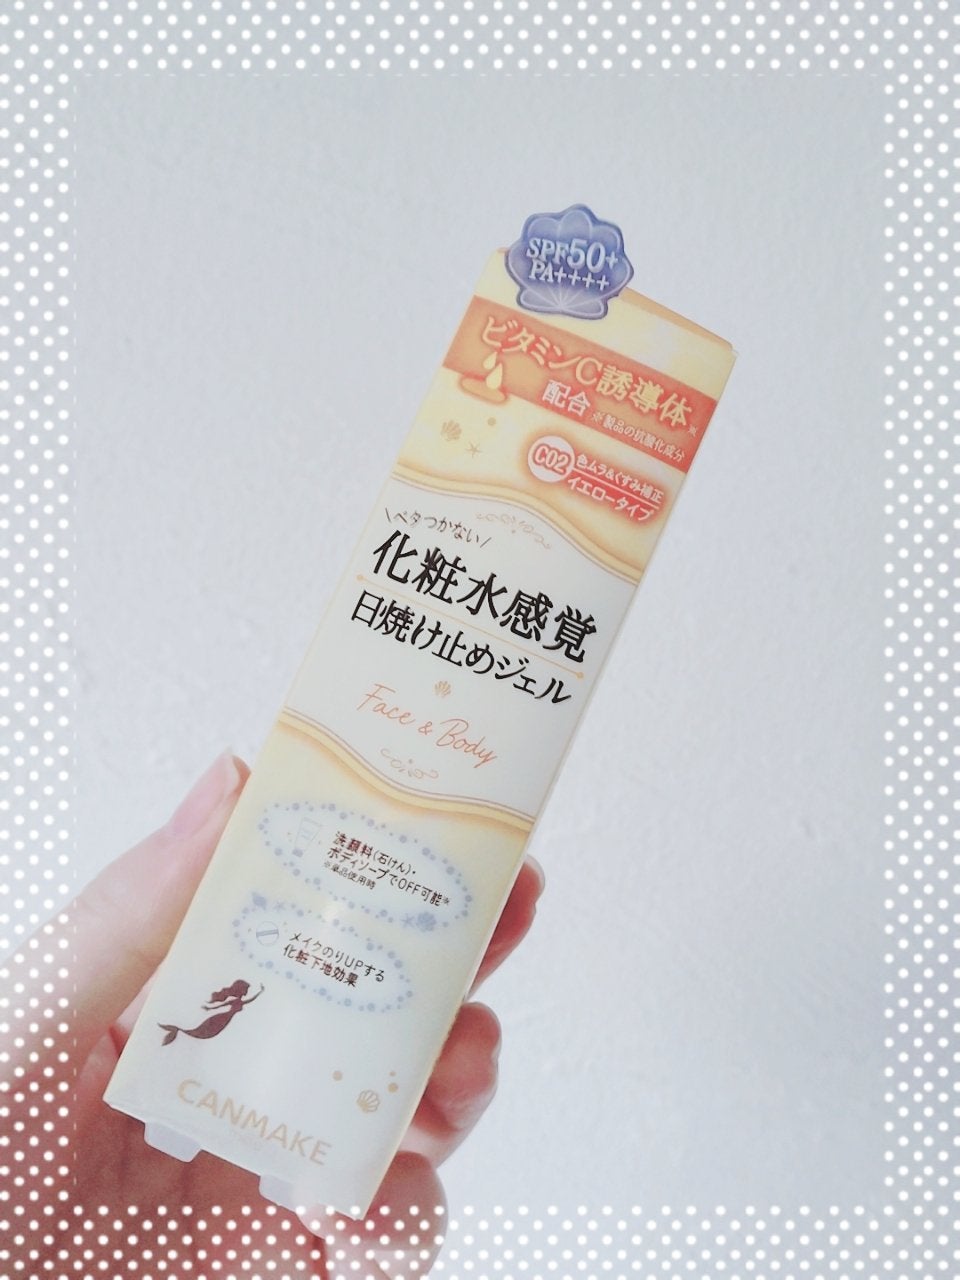 SPF50+
PA++++
ビタミンC誘導体※
配合 ※製品の抗酸化成分
C02 色ムラ&くすみ補正
イエロータイプ
\ベタつかない/
化粧水感覚
日焼け止めジェル
Face & Body
洗顔料(石けん)・
ボディソープでOFF可能※
※単品使用時
メイクのりUPする
化粧下地効果
CANMAKE